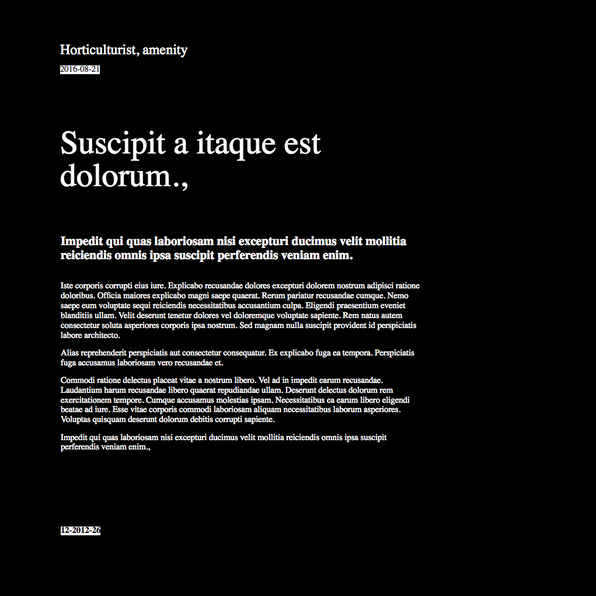 Horticulturist, amenity
2016-08-21
Suscipit a itaque est
dolorum.,
Impedit qui quas laboriosam nisi excepturi ducimus velit mollitia
reiciendis omnis ipsa suscipit perferendis veniam enim.
Iste corporis corrupti eius iure. Explicabo recusandae dolores excepturi dolorem nostrum adipisci ratione
doloribus. Officia maiores explicabo magni saepe quaerat. Rerum pariatur recusandae cumque. Nemo
saepe eum voluptate sequi reiciendis necessitatibus accusantium culpa. Eligendi praesentium eveniet
blanditiis ullam. Velit deserunt tenetur dolores vel doloremque voluptate sapiente. Rem natus autem
consectetur soluta asperiores corporis ipsa nostrum. Sed magnam nulla suscipit provident id perspiciatis
labore architecto.
Alias reprehenderit perspiciatis aut consectetur consequatur. Ex explicabo fuga ea tempora. Perspiciatis
fuga accusamus laboriosam vero recusandae et.
Commodi ratione delectus placeat vitae a nostrum libero. Vel ad in impedit earum recusandae.
Laudantium harum recusandae libero quaerat repudiandae ullam. Deserunt delectus dolorum rem
exercitationem tempore. Cumque accusamus molestias ipsam. Necessitatibus ea earum libero eligendi
beatae ad iure. Esse vitae corporis commodi laboriosam aliquam necessitatibus laborum asperiores.
Voluptas quisquam deserunt dolorum debitis corrupti sapiente.
Impedit qui quas laboriosam nisi excepturi ducimus velit mollitia reiciendis omnis ipsa suscipit
perferendis veniam enim.,
12-2012-26